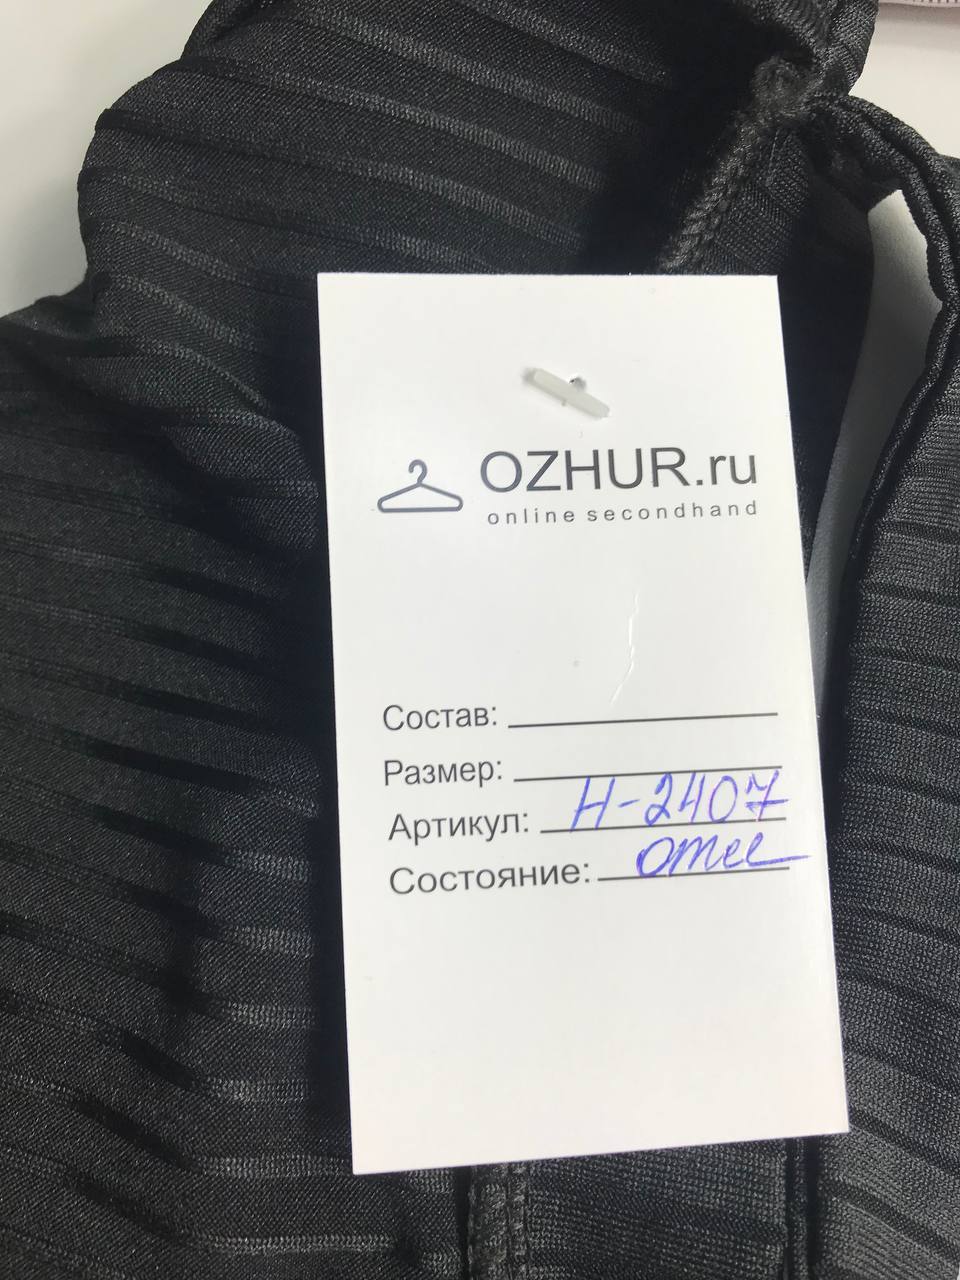 OZHUR.ru
online secondhand
Состав:
Размер:
Артикул: Н-2407
Состояние: отл